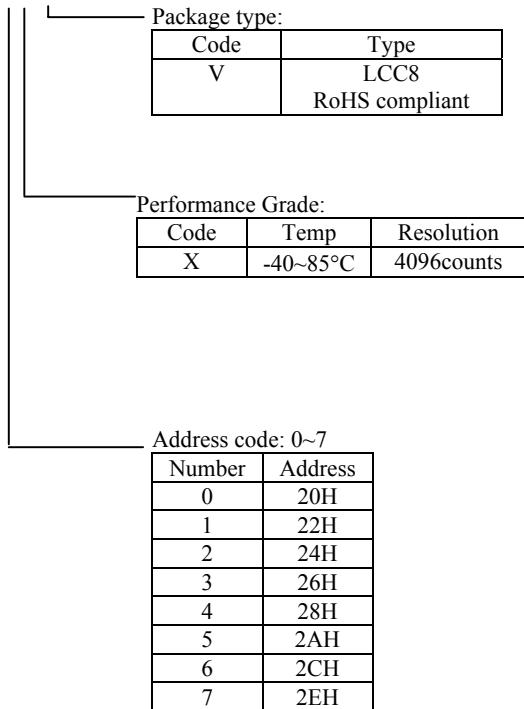 Package type:
Code Type
V LCC8
RoHS compliant
Performance Grade:
Code Temp Resolution
X -40~85°C 4096counts
Address code: 0~7
Number Address
0 20H
1 22H
2 24H
3 26H
4 28H
5 2AH
6 2CH
7 2EH